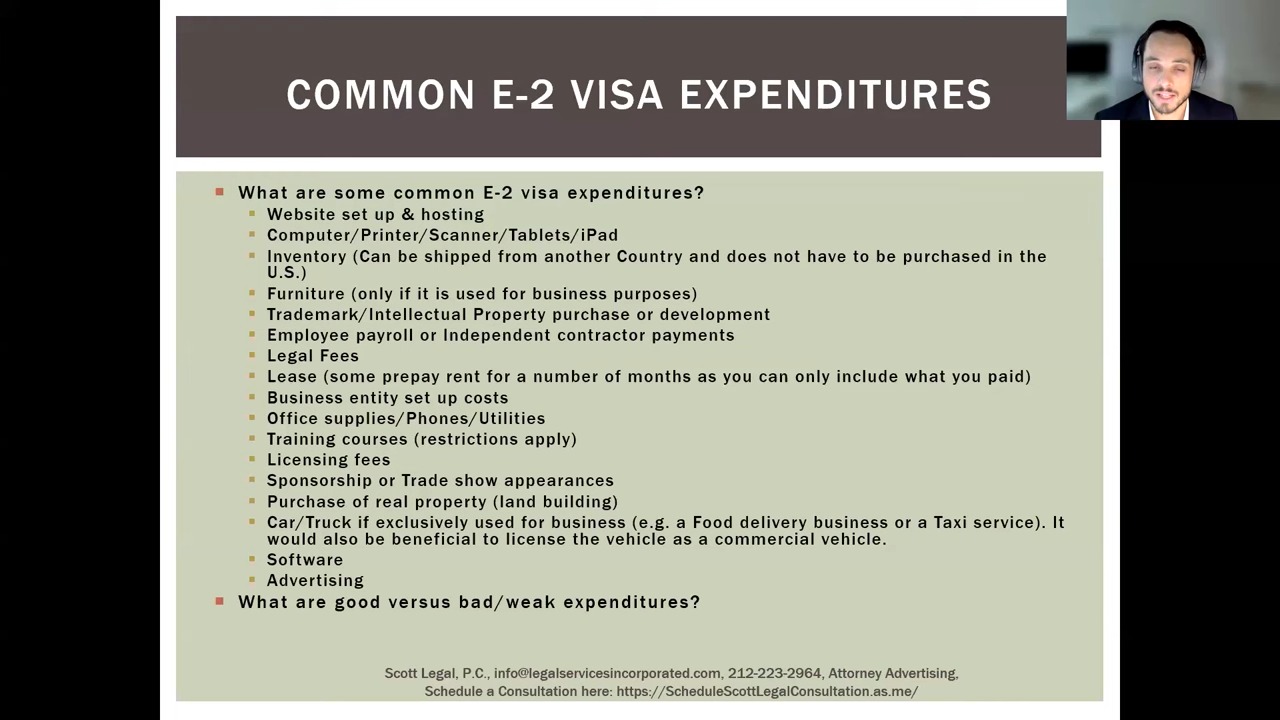 COMMON E-2 VISA EXPENDITURES
What are some common E-2 visa expenditures?
Website set up & hosting
Computer/Printer/Scanner/Tablets/iPad
Inventory (Can be shipped from another Country and does not have to be purchased in the
U.S.)
Furniture (only if it is used for business purposes)
Trademark/Intellectual Property purchase or development
Employee payroll or Independent contractor payments
Legal Fees
Lease (some prepay rent for a number of months as you can only include what you paid)
Business entity set up costs
Office supplies/Phones/Utilities
Training courses (restrictions apply)
Licensing fees
Sponsorship or Trade show appearances
Purchase of real property (land building)
Car/Truck if exclusively used for business (e.g. a Food delivery business or a Taxi service). It
would also be beneficial to license the vehicle as a commercial vehicle.
Software
Advertising
What are good versus bad/weak expenditures?
Scott Legal, P.C., info@legalservicesincorporated.com, 212-223-2964, Attorney Advertising,
Schedule a Consultation here: https://ScheduleScottLegalConsultation.as.me/